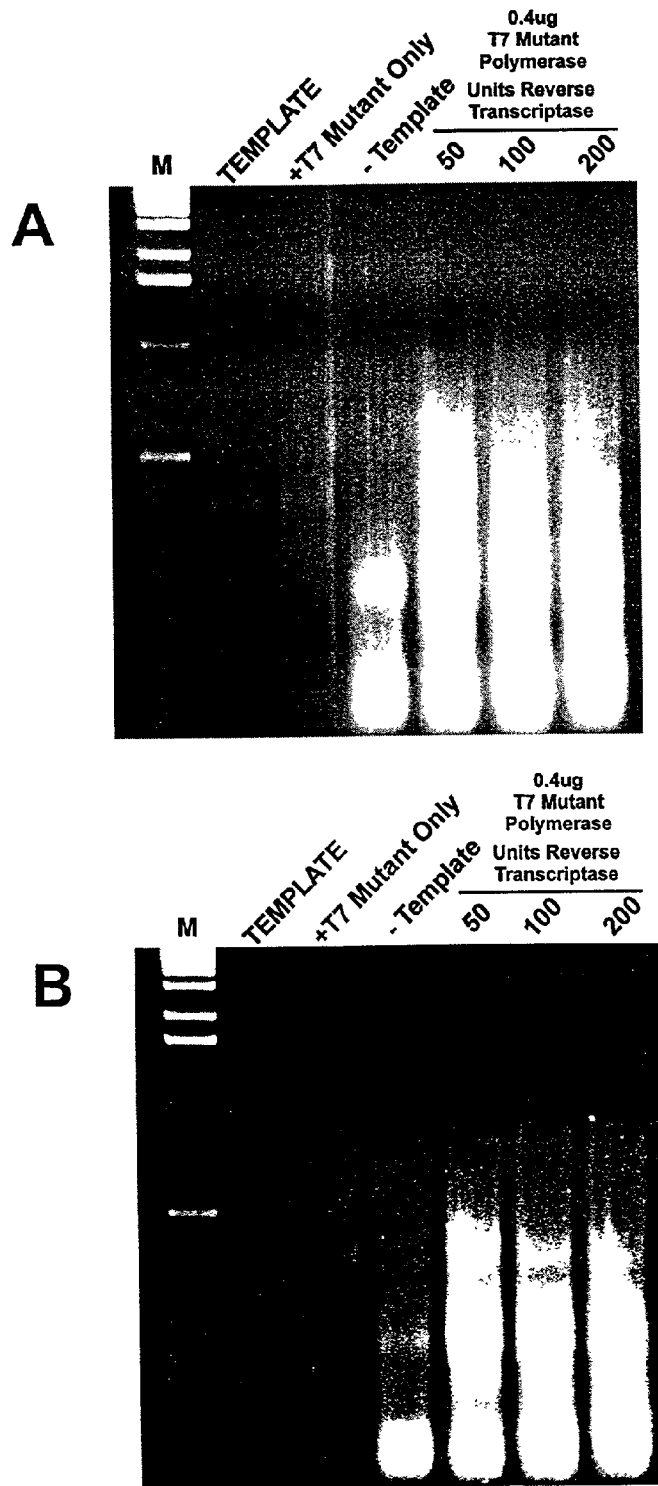 A
M
TEMPLATE
+T7 Mutant Only
- Template
0.4ug
T7 Mutant
Polymerase
Units Reverse
Transcriptase
50
100
200
B
M
TEMPLATE
+T7 Mutant Only
- Template
0.4ug
T7 Mutant
Polymerase
Units Reverse
Transcriptase
50
100
200